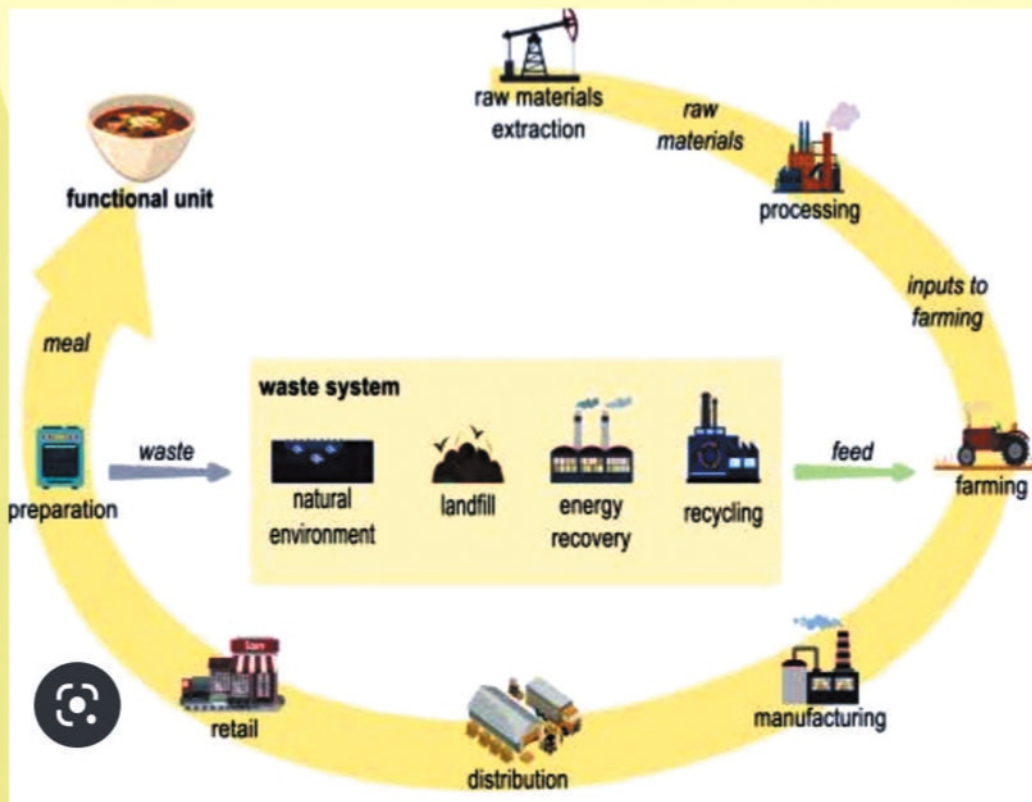 raw materials
extraction
raw
materials
processing
inputs to
farming
functional unit
meal
waste system
waste
natural
environment
landfill
energy
recovery
recycling
feed
farming
preparation
retail
distribution
manufacturing